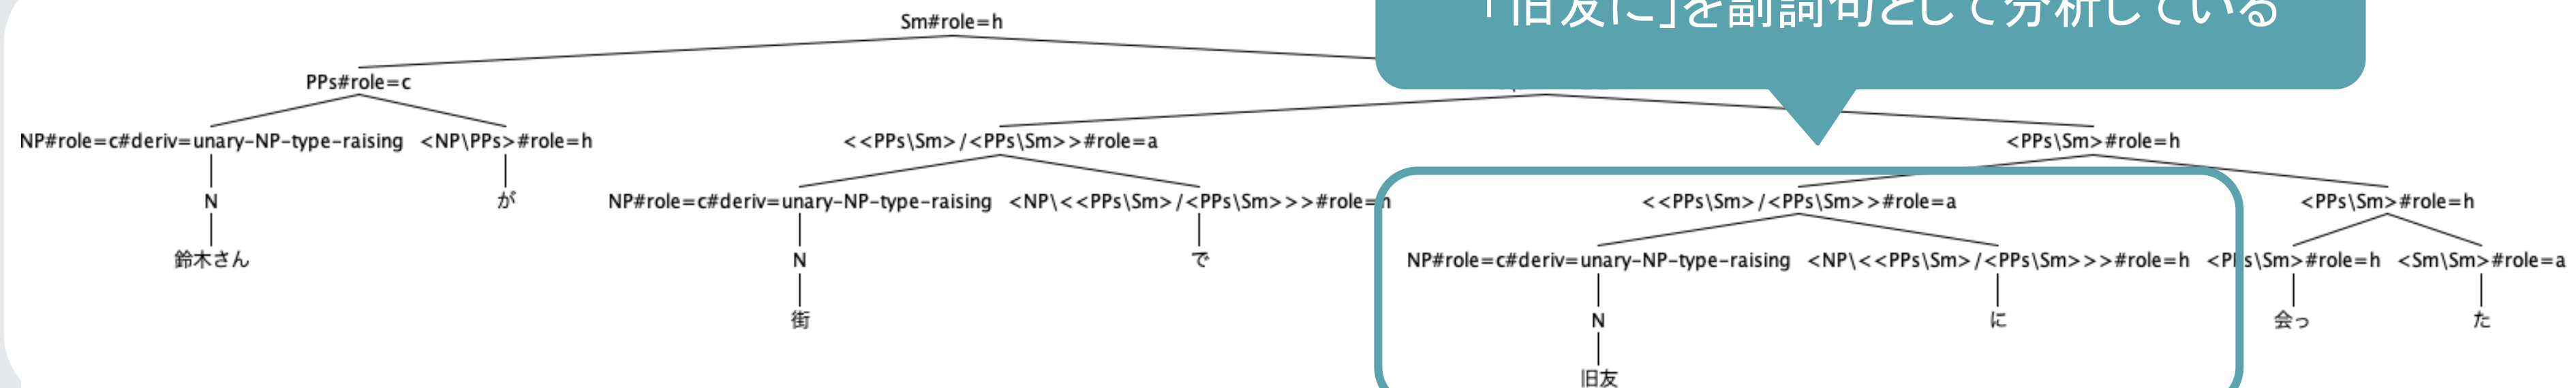 「旧友に」を副詞句として分析している
Sm#role=h
PPs#role=c
NP#role=c#deriv=unary-NP-type-raising <NP\PPs>#role=h <<PPs\Sm>/<PPs\Sm>>#role=a <PPs\Sm>#role=h
N が NP#role=c#deriv=unary-NP-type-raising <NP\<<PPs\Sm>/<PPs\Sm>>>#role=h <<PPs\Sm>/<PPs\Sm>>#role=a <PPs\Sm>#role=h
鈴木さん N で NP#role=c#deriv=unary-NP-type-raising <NP\<<PPs\Sm>/<PPs\Sm>>>#role=h <PPs\Sm>#role=h <Sm\Sm>#role=a
街 N に 会っ た
旧友